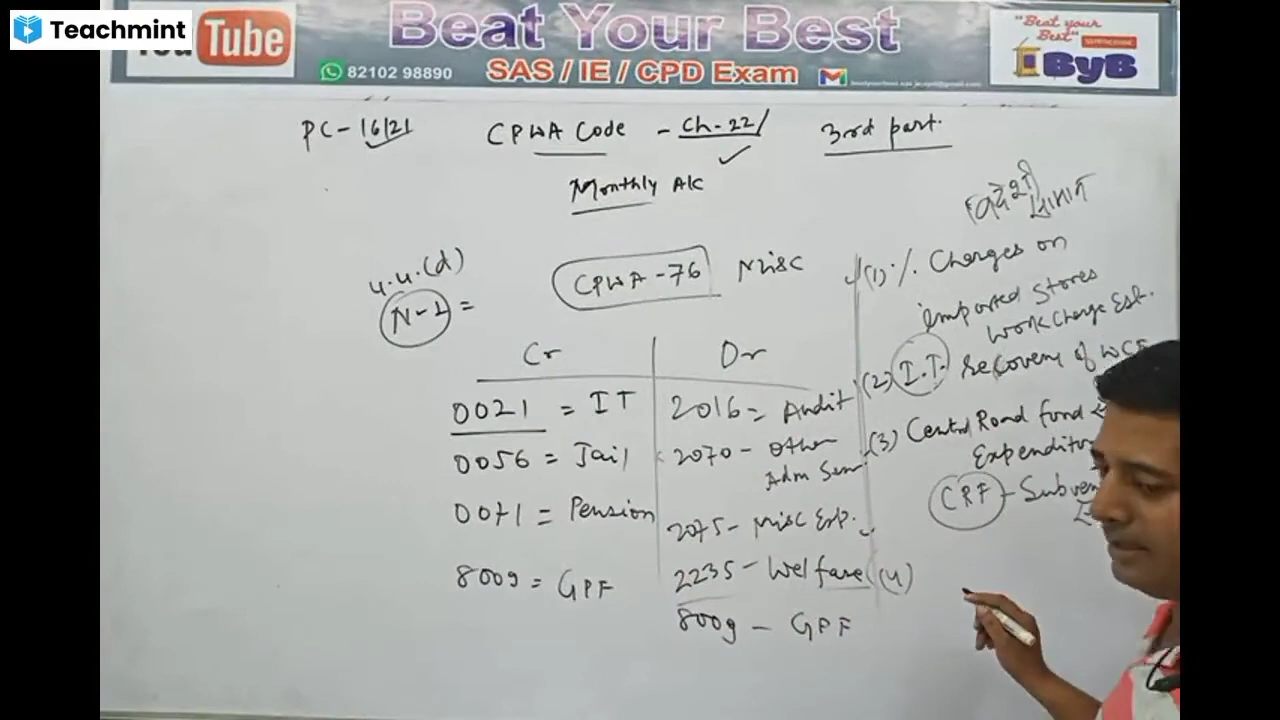 Teachmint
You Tube
Beat Your Best
82102 98890
SAS / IE / CPD Exam
"Beat your
Best"
ByB
PC - 16/21
CPWA Code - Ch-22/
3rd part.
Monthly A/C
4.4.(d)
N-1 =
CPWA - 76 Misc
Cr
Dr
0021 = IT
0056 = Jail
0071 = Pension
8009 = GPF
2016 = Audit
2070 - Other
Adm Serv
2075 - Misc Exp.
2235 - Welfare
8009 - GPF
विदेशी
सामान
(1) % Charges on
imported Stores
Work Charge Est.
(2) I.T. recovery of WCE
(3) Central Road fund
Expenditur
CRF - Subven
(4)